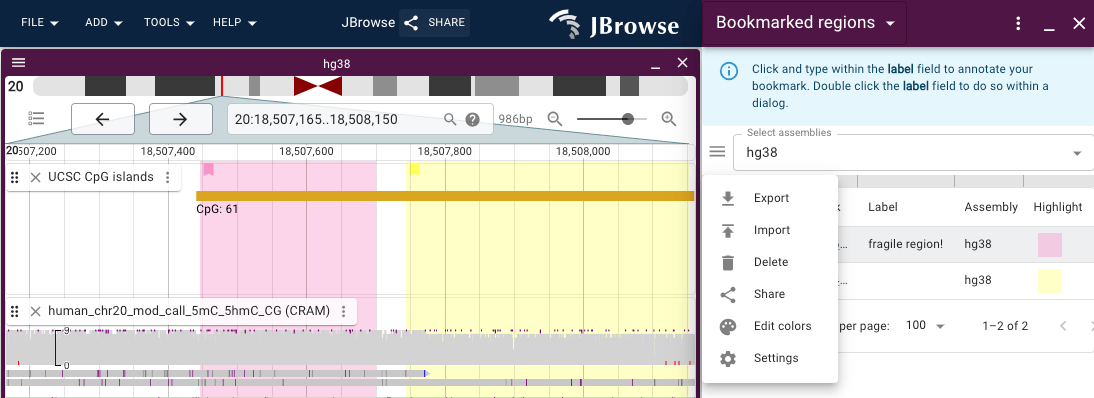 FILE ADD TOOLS HELP JBrowse SHARE JBrowse
Bookmarked regions
hg38
Click and type within the label field to annotate your
bookmark. Double click the label field to do so within a
dialog.
20
20:18,507,165..18,508,150 986bp
Select assemblies
hg38
20 507,200 18,507,400 18,507,600 18,507,800 18,508,000
UCSC CpG islands
CpG: 61
Export
Import
Delete
Share
Edit colors
Settings
Label Assembly Highlight
fragile region! hg38
hg38
per page: 100 1–2 of 2
human_chr20_mod_call_5mC_5hmC_CG (CRAM)
9
0